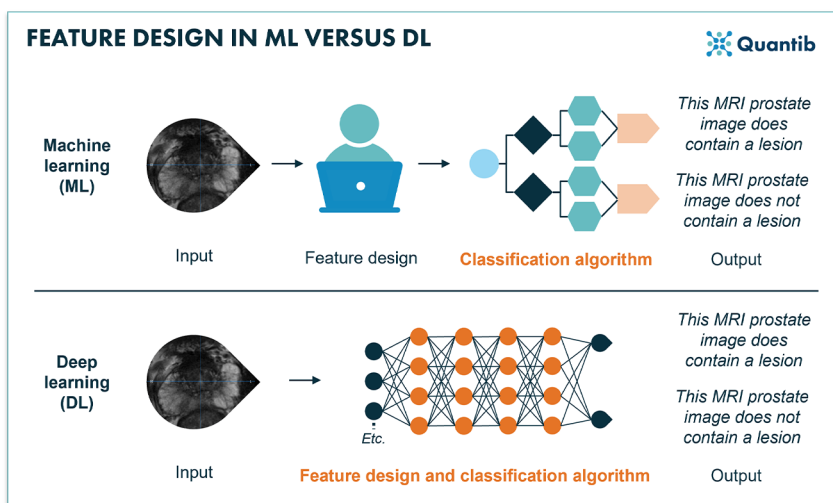 FEATURE DESIGN IN ML VERSUS DL
Quantib
Machine
learning
(ML)
Input
Feature design
Classification algorithm
This MRI prostate
image does
contain a lesion
This MRI prostate
image does not
contain a lesion
Output
Deep
learning
(DL)
Input
Etc.
Feature design and classification algorithm
This MRI prostate
image does
contain a lesion
This MRI prostate
image does not
contain a lesion
Output